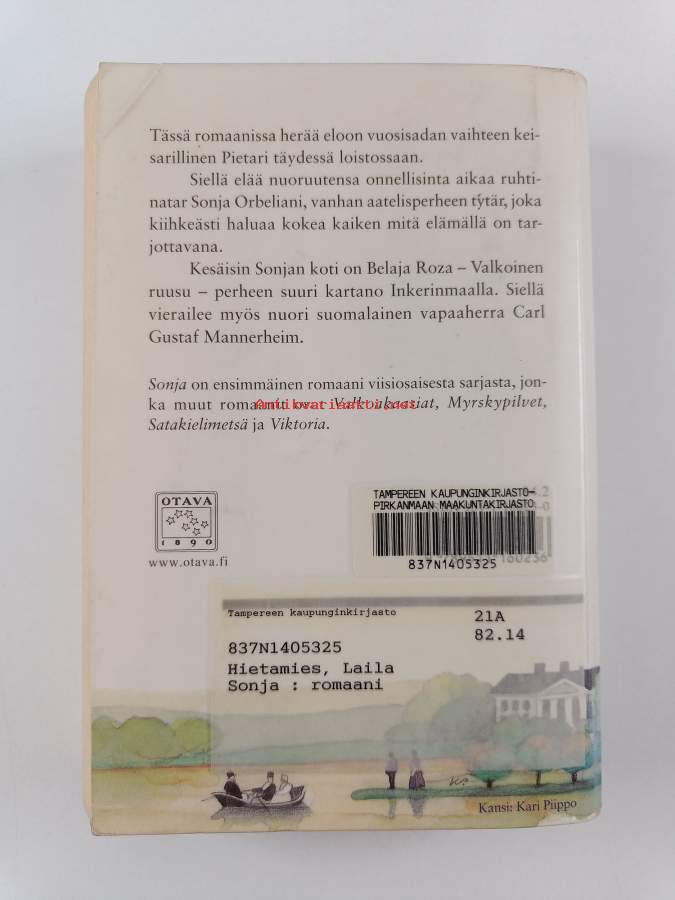 Tässä romaanissa herää eloon vuosisadan vaihteen kei-
sarillinen Pietari täydessä loistossaan.
Siellä elää nuoruutensa onnellisinta aikaa ruhti-
natar Sonja Orbeliani, vanhan aatelisperheen tytär, joka
kiihkeästi haluaa kokea kaiken mitä elämällä on tar-
jottavana.
Kesäisin Sonjan koti on Belaja Roza – Valkoinen
ruusu – perheen suuri kartano Inkerinmaalla. Siellä
vierailee myös nuori suomalainen vapaaherra Carl
Gustaf Mannerheim.
Sonja on ensimmäinen romaani viisiosaisesta sarjasta, jon-
ka muut romaanit ovat Valkoakaasiat, Myrskypilvet,
Antikvariaatti.net
Satakielimetsä ja Viktoria.
OTAVA
1890
www.otava.fi
TAMPEREEN KAUPUNGINKIRJASTO-
PIRKANMAAN MAAKUNTAKIRJASTO
837N1405325
Tampereen kaupunginkirjasto
21A
82.14
837N1405325
Hietamies, Laila
Sonja : romaani
Kansi: Kari Piippo